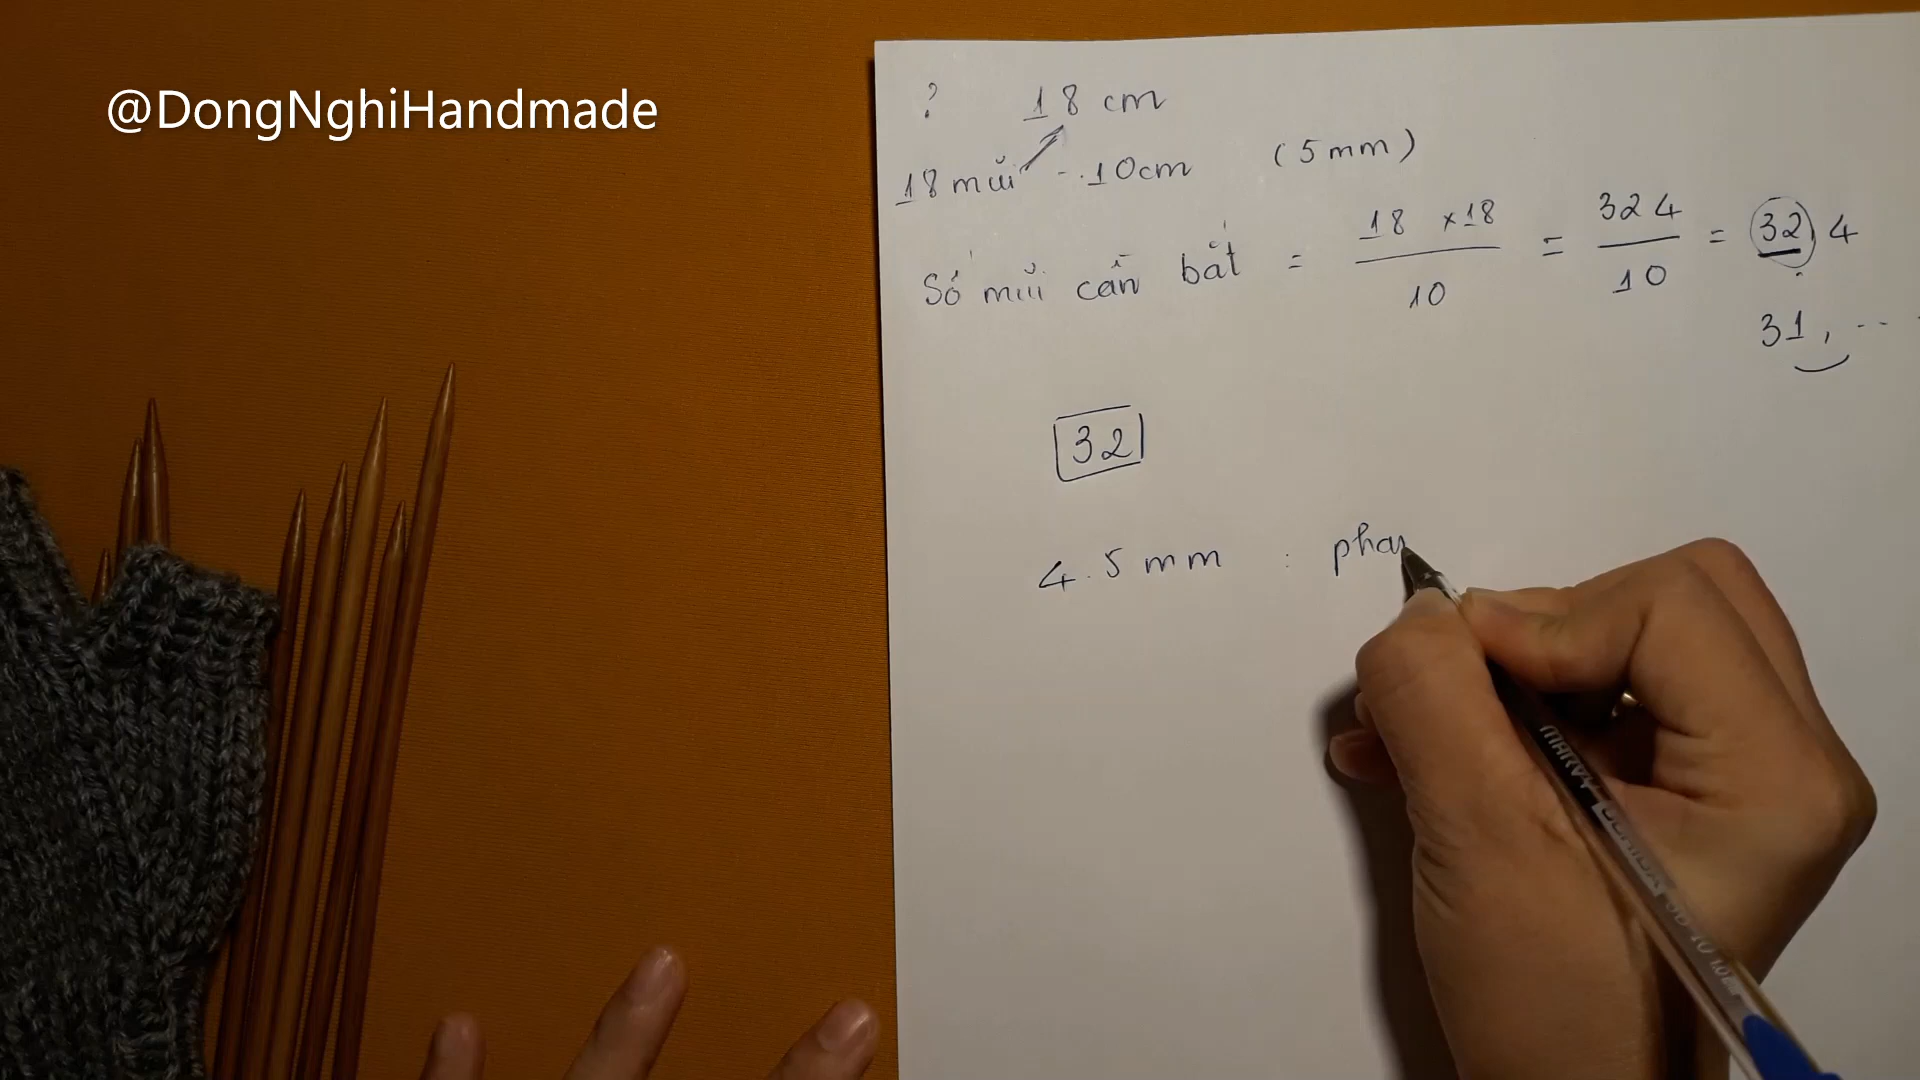 @DongNghiHandmade
? 18 cm
18 mũi - 10cm (5mm)
Số mũi cần bắt = 18 x18 / 10 = 324 / 10 = 32,4
31, ...
32
4.5 mm : pha
MARVY